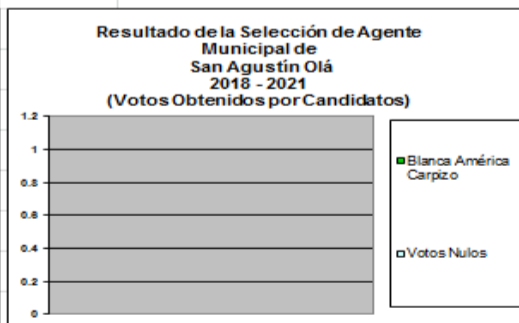 Resultado de la Selección de Agente
Municipal de
San Agustín Olá
2018 - 2021
(Votos Obtenidos por Candidatos)
1.2
1
0.8
0.6
0.4
0.2
0
Blanca América
Carpizo
Votos Nulos